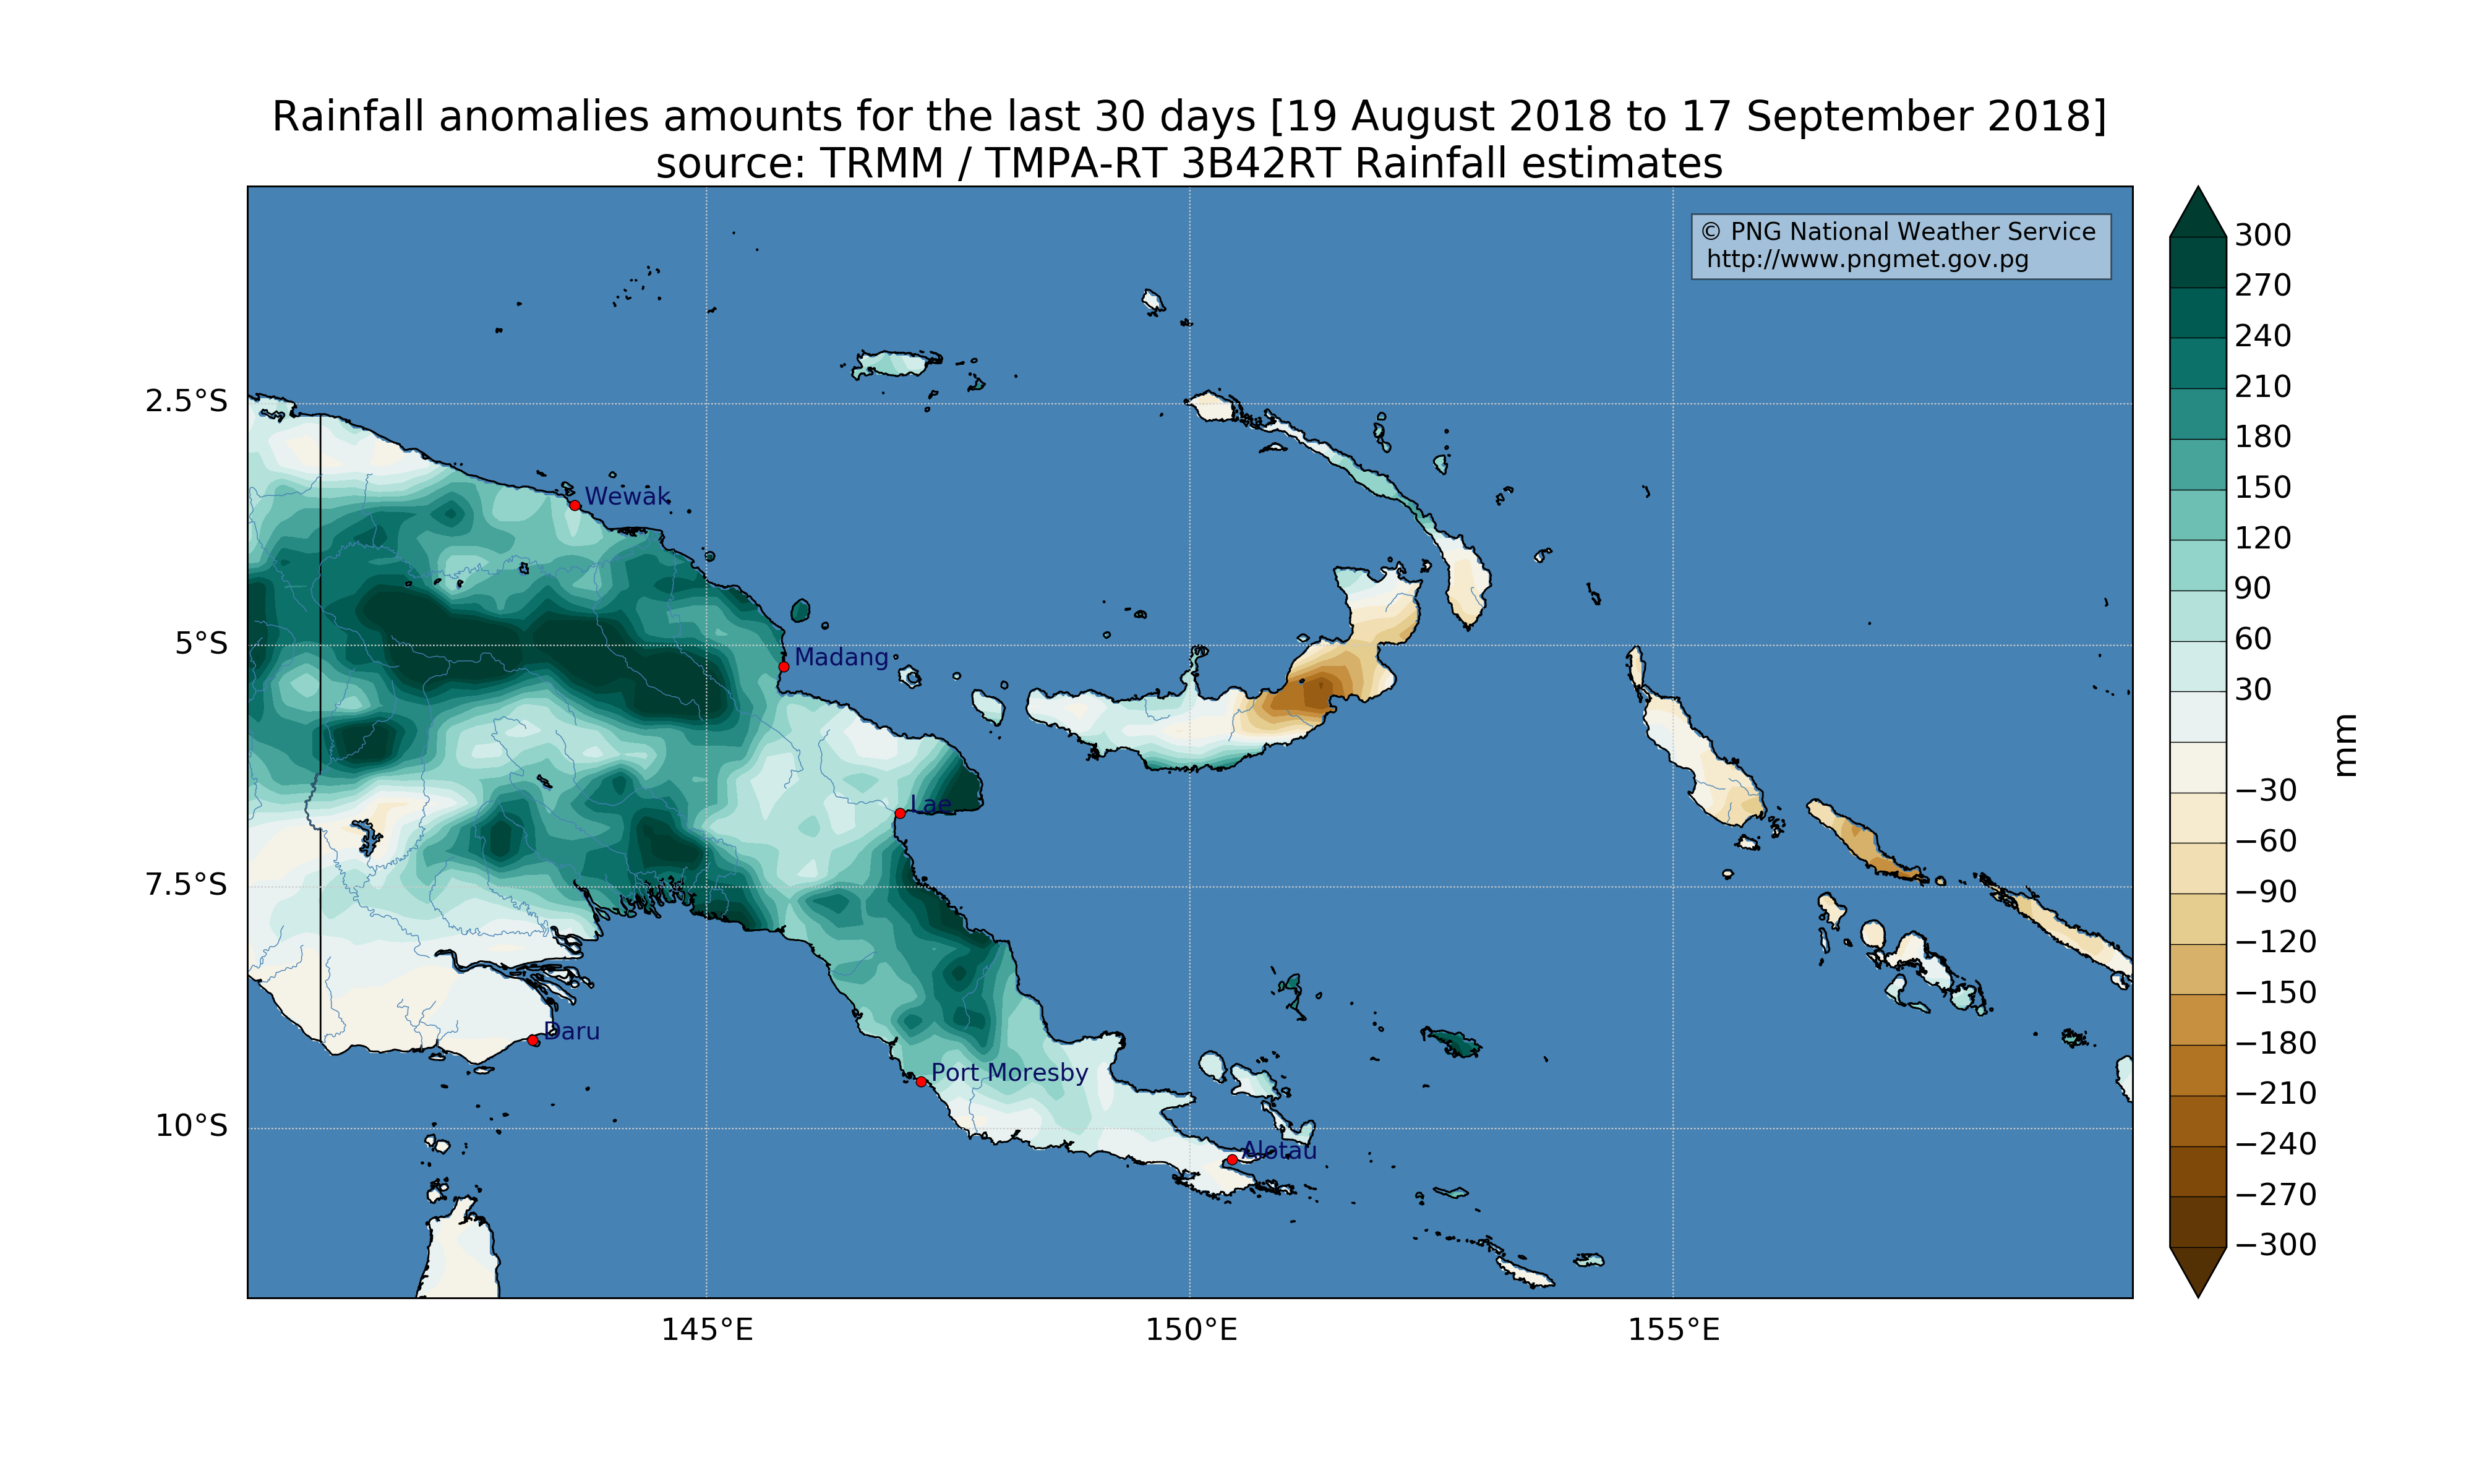 Rainfall anomalies amounts for the last 30 days [19 August 2018 to 17 September 2018]
source: TRMM / TMPA-RT 3B42RT Rainfall estimates
© PNG National Weather Service
http://www.pngmet.gov.pg
2.5°S
5°S
7.5°S
10°S
Wewak
Madang
Lae
Daru
Port Moresby
Alotau
145°E
150°E
155°E
300
270
240
210
180
150
120
90
60
30
−30
−60
−90
−120
−150
−180
−210
−240
−270
−300
mm